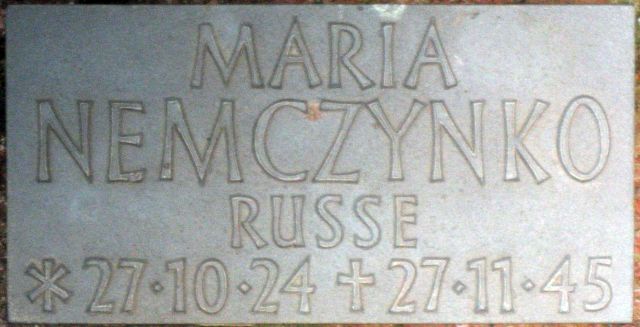 MARIA
NEMCZYNKO
RUSSE
* 27·10·24 † 27·11·45